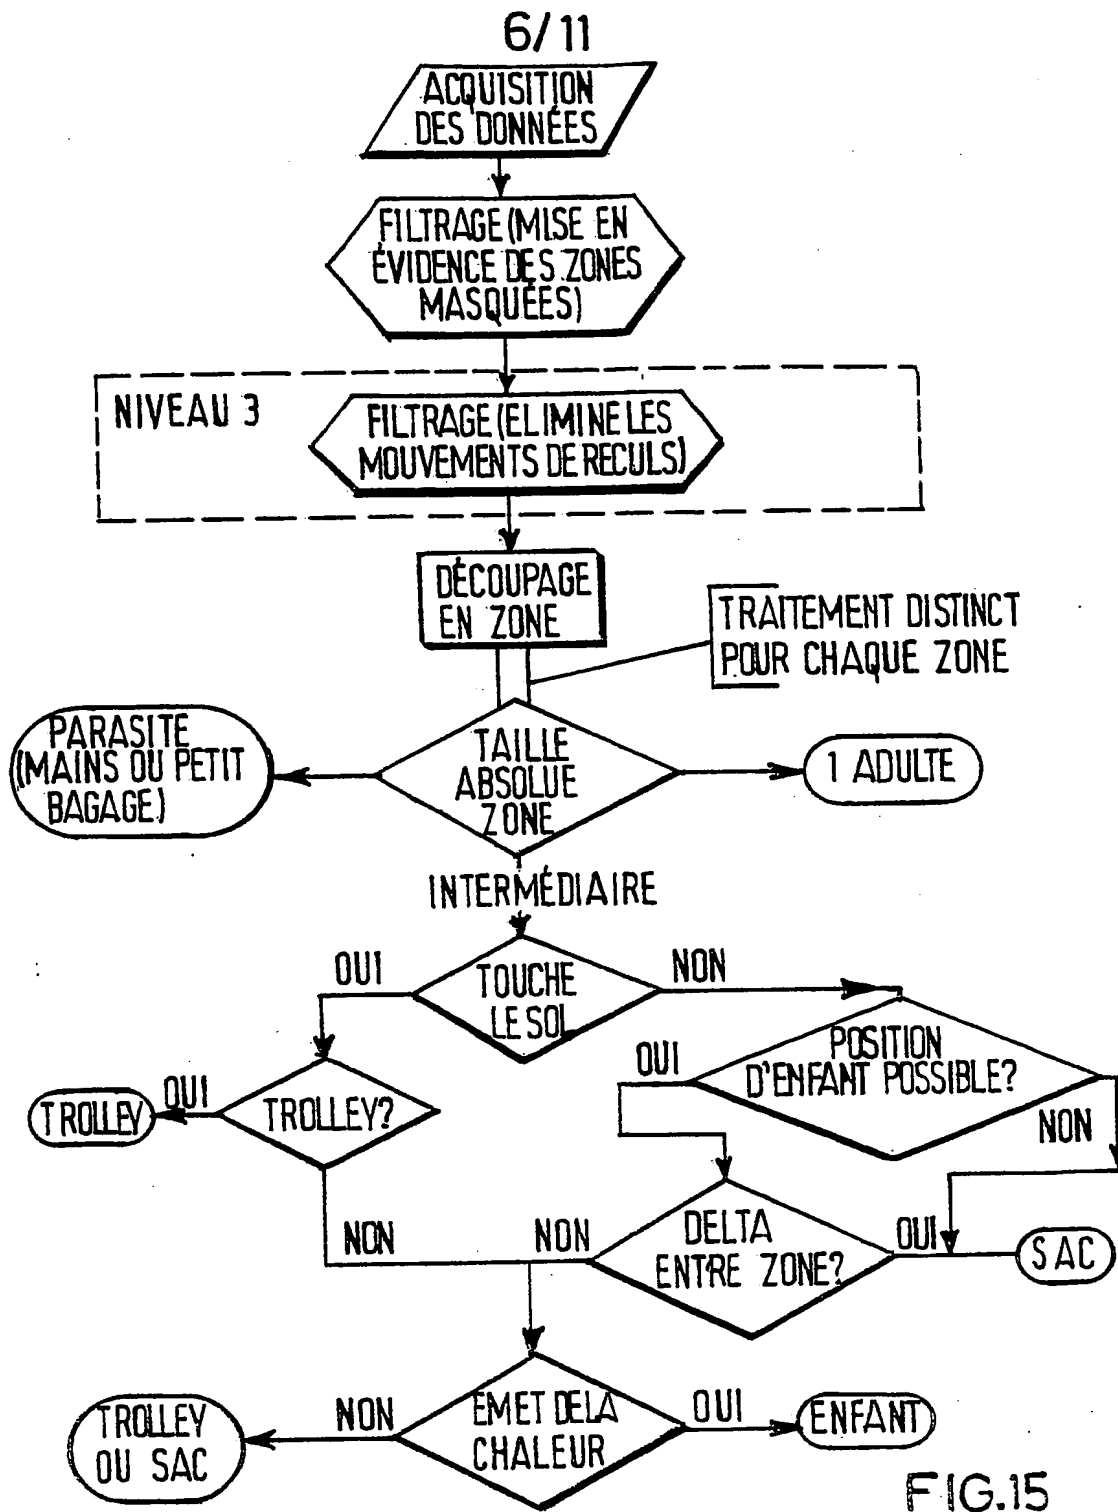 6/11
ACQUISITION
DES DONNÉES
FILTRAGE (MISE EN
ÉVIDENCE DES ZONES
MASQUÉES)
NIVEAU 3
FILTRAGE (ELIMINE LES
MOUVEMENTS DE RECULS)
DÉCOUPAGE
EN ZONE
TRAITEMENT DISTINCT
POUR CHAQUE ZONE
PARASITE
(MAINS OU PETIT
BAGAGE)
TAILLE
ABSOLUE
ZONE
1 ADULTE
INTERMÉDIAIRE
OUI
TOUCHE
LE SOL
NON
OUI
POSITION
D'ENFANT POSSIBLE?
NON
TROLLEY
OUI
TROLLEY?
NON
NON
DELTA
ENTRE ZONE?
OUI
SAC
TROLLEY
OU SAC
NON
EMET DE LA
CHALEUR
OUI
ENFANT
FIG.15